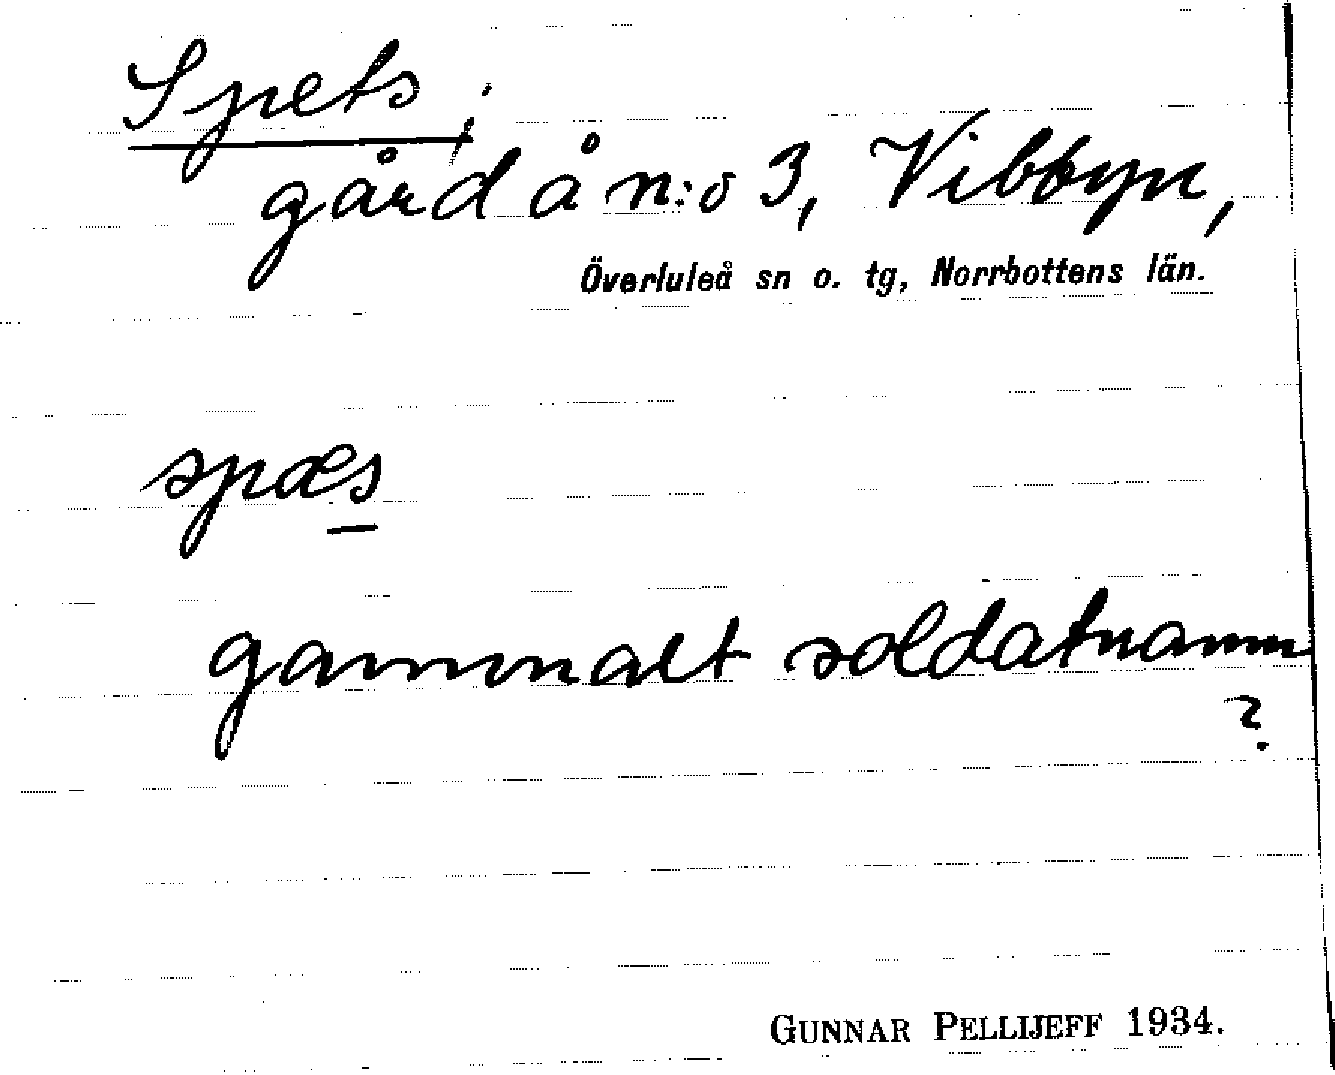 Spets;
gård å n:o 3, Vibbyn,
Överluleå sn o. tg, Norrbottens län.
spæs
gammalt soldatnamn
?
GUNNAR PELLIJEFF 1934.